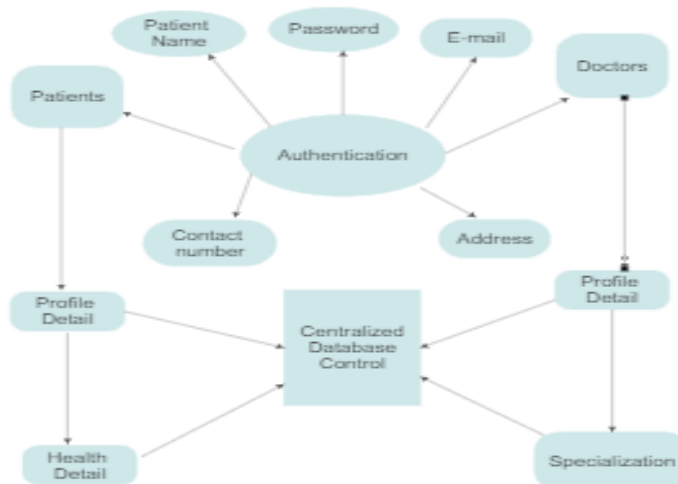 Patient
Name
Password
E-mail
Doctors
Patients
Authentication
Contact
number
Address
Profile
Detail
Centralized
Database
Control
Profile
Detail
Health
Detail
Specialization